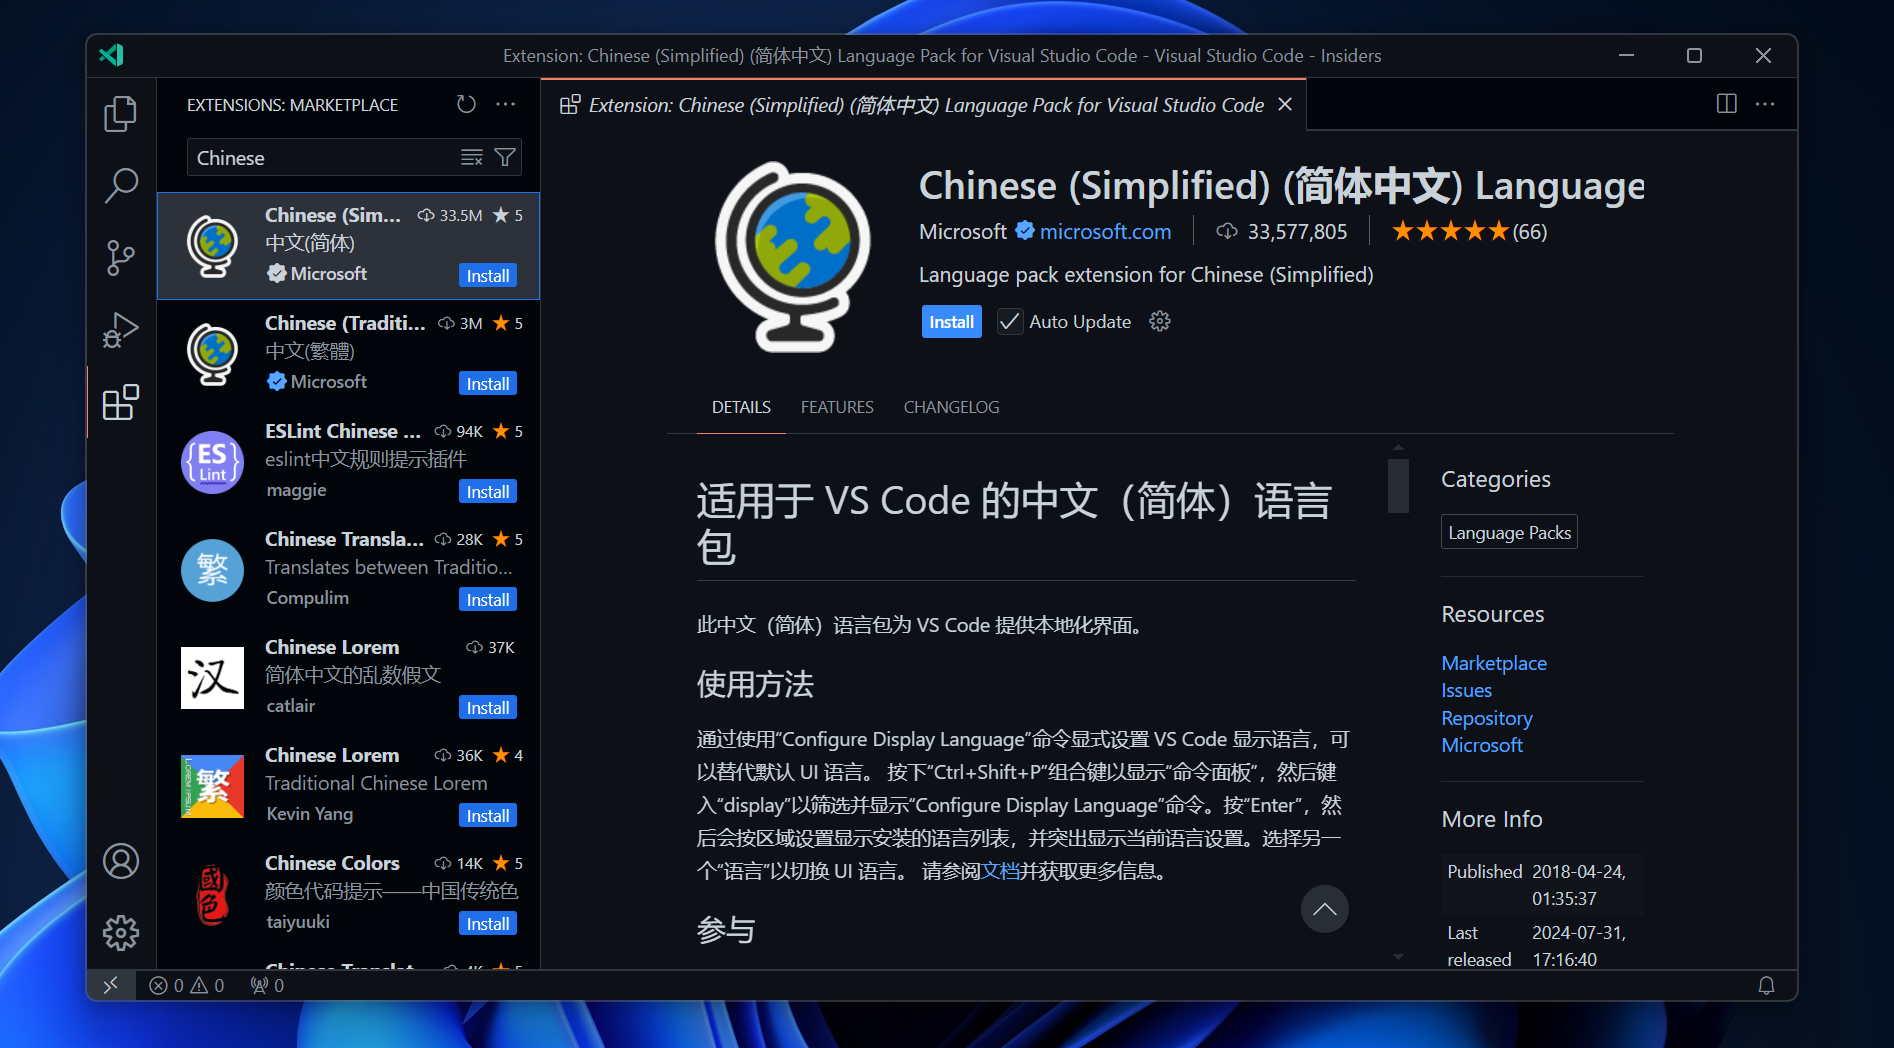 Extension: Chinese (Simplified) (简体中文) Language Pack for Visual Studio Code - Visual Studio Code - Insiders
EXTENSIONS: MARKETPLACE
Chinese
Chinese (Sim... 33.5M 5
中文(简体)
Microsoft Install
Chinese (Traditi... 3M 5
中文(繁體)
Microsoft Install
ESLint Chinese ... 94K 5
eslint中文规则提示插件
maggie Install
ES
Lint
Chinese Transla... 28K 5
Translates between Traditio...
Compulim Install
繁
Chinese Lorem 37K
简体中文的乱数假文
catlair Install
汉
Chinese Lorem 36K 4
Traditional Chinese Lorem
Kevin Yang Install
繁
LOREM IPSUM
Chinese Colors 14K 5
颜色代码提示——中国传统色
taiyuuki Install
國色
Extension: Chinese (Simplified) (简体中文) Language Pack for Visual Studio Code
Chinese (Simplified) (简体中文) Language
Microsoft microsoft.com 33,577,805 (66)
Language pack extension for Chinese (Simplified)
Install Auto Update
DETAILS FEATURES CHANGELOG
适用于 VS Code 的中文（简体）语言
包
此中文（简体）语言包为 VS Code 提供本地化界面。
使用方法
通过使用“Configure Display Language”命令显式设置 VS Code 显示语言，可
以替代默认 UI 语言。 按下“Ctrl+Shift+P”组合键以显示“命令面板”，然后键
入“display”以筛选并显示“Configure Display Language”命令。按“Enter”，然
后会按区域设置显示安装的语言列表，并突出显示当前语言设置。选择另一
个“语言”以切换 UI 语言。 请参阅文档并获取更多信息。
参与
Categories
Language Packs
Resources
Marketplace
Issues
Repository
Microsoft
More Info
Published 2018-04-24,
01:35:37
Last 2024-07-31,
released 17:16:40
0 0 0